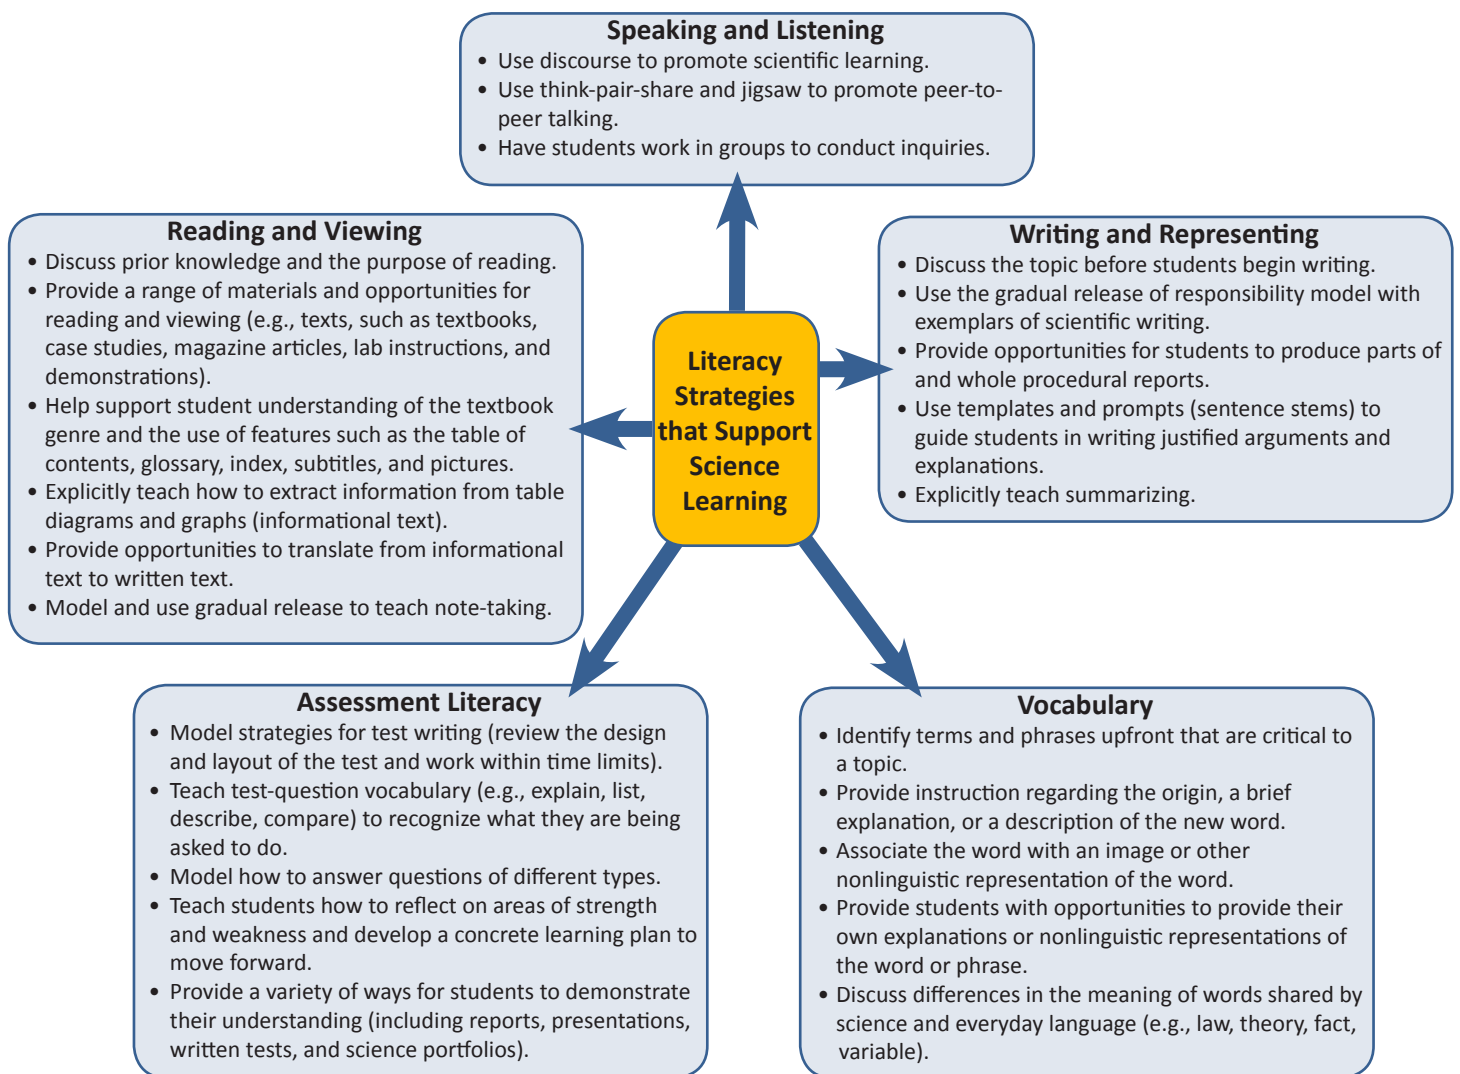 Speaking and Listening
• Use discourse to promote scientific learning.
• Use think-pair-share and jigsaw to promote peer-to-
peer talking.
• Have students work in groups to conduct inquiries.
Reading and Viewing
• Discuss prior knowledge and the purpose of reading.
• Provide a range of materials and opportunities for
reading and viewing (e.g., texts, such as textbooks,
case studies, magazine articles, lab instructions, and
demonstrations).
• Help support student understanding of the textbook
genre and the use of features such as the table of
contents, glossary, index, subtitles, and pictures.
• Explicitly teach how to extract information from table
diagrams and graphs (informational text).
• Provide opportunities to translate from informational
text to written text.
• Model and use gradual release to teach note-taking.
Literacy
Strategies
that Support
Science
Learning
Writing and Representing
• Discuss the topic before students begin writing.
• Use the gradual release of responsibility model with
exemplars of scientific writing.
• Provide opportunities for students to produce parts of
and whole procedural reports.
• Use templates and prompts (sentence stems) to
guide students in writing justified arguments and
explanations.
• Explicitly teach summarizing.
Assessment Literacy
• Model strategies for test writing (review the design
and layout of the test and work within time limits).
• Teach test-question vocabulary (e.g., explain, list,
describe, compare) to recognize what they are being
asked to do.
• Model how to answer questions of different types.
• Teach students how to reflect on areas of strength
and weakness and develop a concrete learning plan to
move forward.
• Provide a variety of ways for students to demonstrate
their understanding (including reports, presentations,
written tests, and science portfolios).
Vocabulary
• Identify terms and phrases upfront that are critical to
a topic.
• Provide instruction regarding the origin, a brief
explanation, or a description of the new word.
• Associate the word with an image or other
nonlinguistic representation of the word.
• Provide students with opportunities to provide their
own explanations or nonlinguistic representations of
the word or phrase.
• Discuss differences in the meaning of words shared by
science and everyday language (e.g., law, theory, fact,
variable).